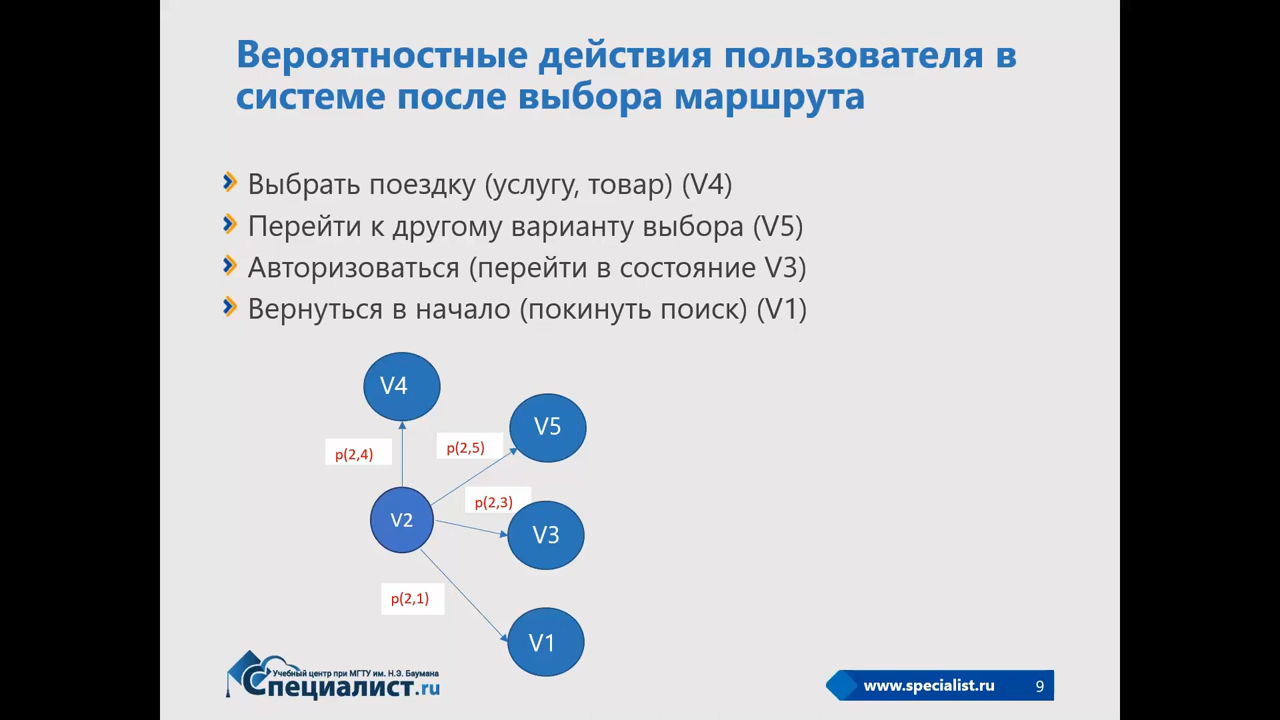 Вероятностные действия пользователя в
системе после выбора маршрута
Выбрать поездку (услугу, товар) (V4)
Перейти к другому варианту выбора (V5)
Авторизоваться (перейти в состояние V3)
Вернуться в начало (покинуть поиск) (V1)
V4
V5
p(2,4)
p(2,5)
p(2,3)
V2
V3
p(2,1)
V1
Учебный центр при МГТУ им. Н.Э. Баумана
Специалист.ru
www.specialist.ru
9